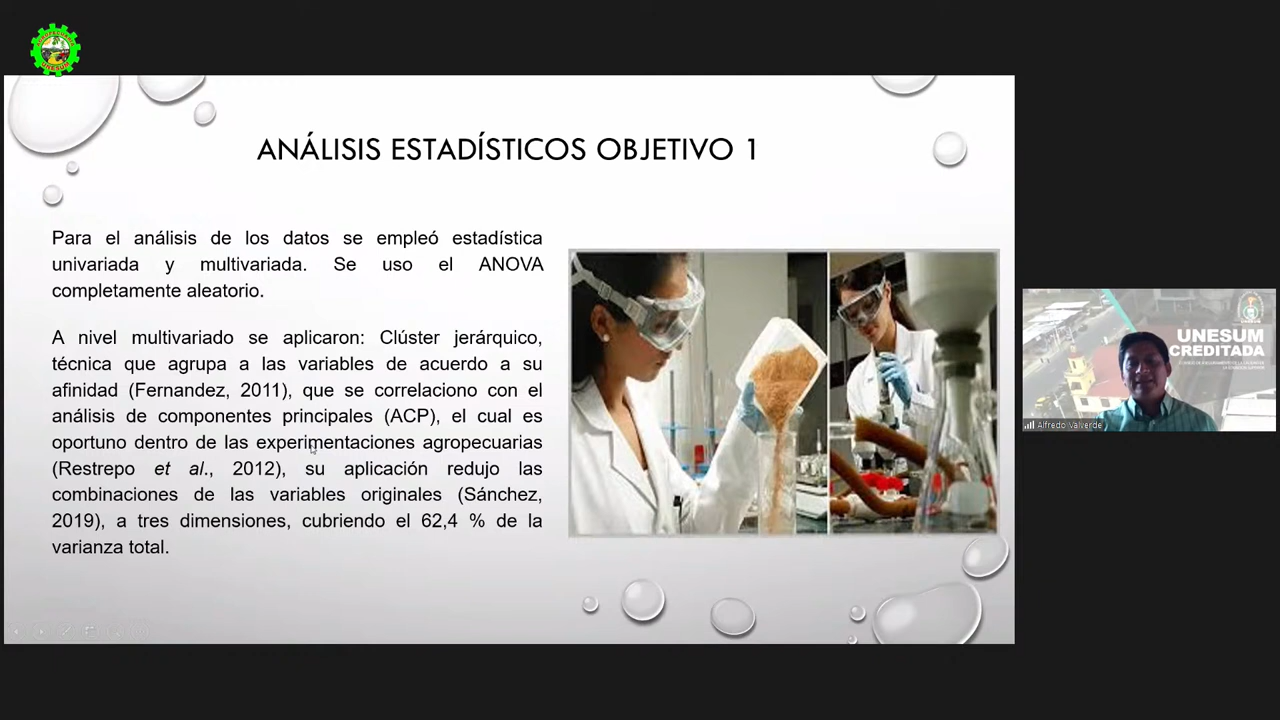 AGROPECUARIA
UNESUM
ANÁLISIS ESTADÍSTICOS OBJETIVO 1
Para el análisis de los datos se empleó estadística
univariada y multivariada. Se uso el ANOVA
completamente aleatorio.
A nivel multivariado se aplicaron: Clúster jerárquico,
técnica que agrupa a las variables de acuerdo a su
afinidad (Fernandez, 2011), que se correlaciono con el
análisis de componentes principales (ACP), el cual es
oportuno dentro de las experimentaciones agropecuarias
(Restrepo et al., 2012), su aplicación redujo las
combinaciones de las variables originales (Sánchez,
2019), a tres dimensiones, cubriendo el 62,4 % de la
varianza total.
UNESUM
CREDITADA
Alfredo Valverde